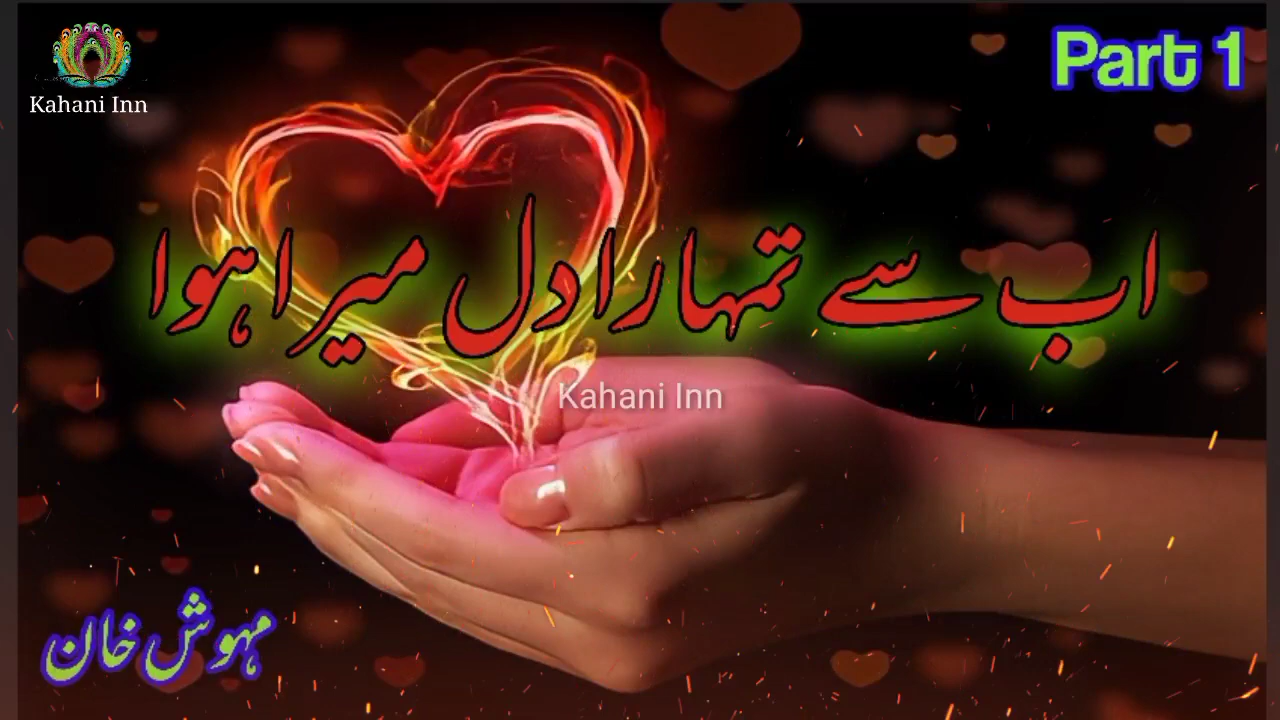 Kahani Inn
Part 1
اب سے تمہارا دل میرا ہوا
Kahani Inn
مہوش خان